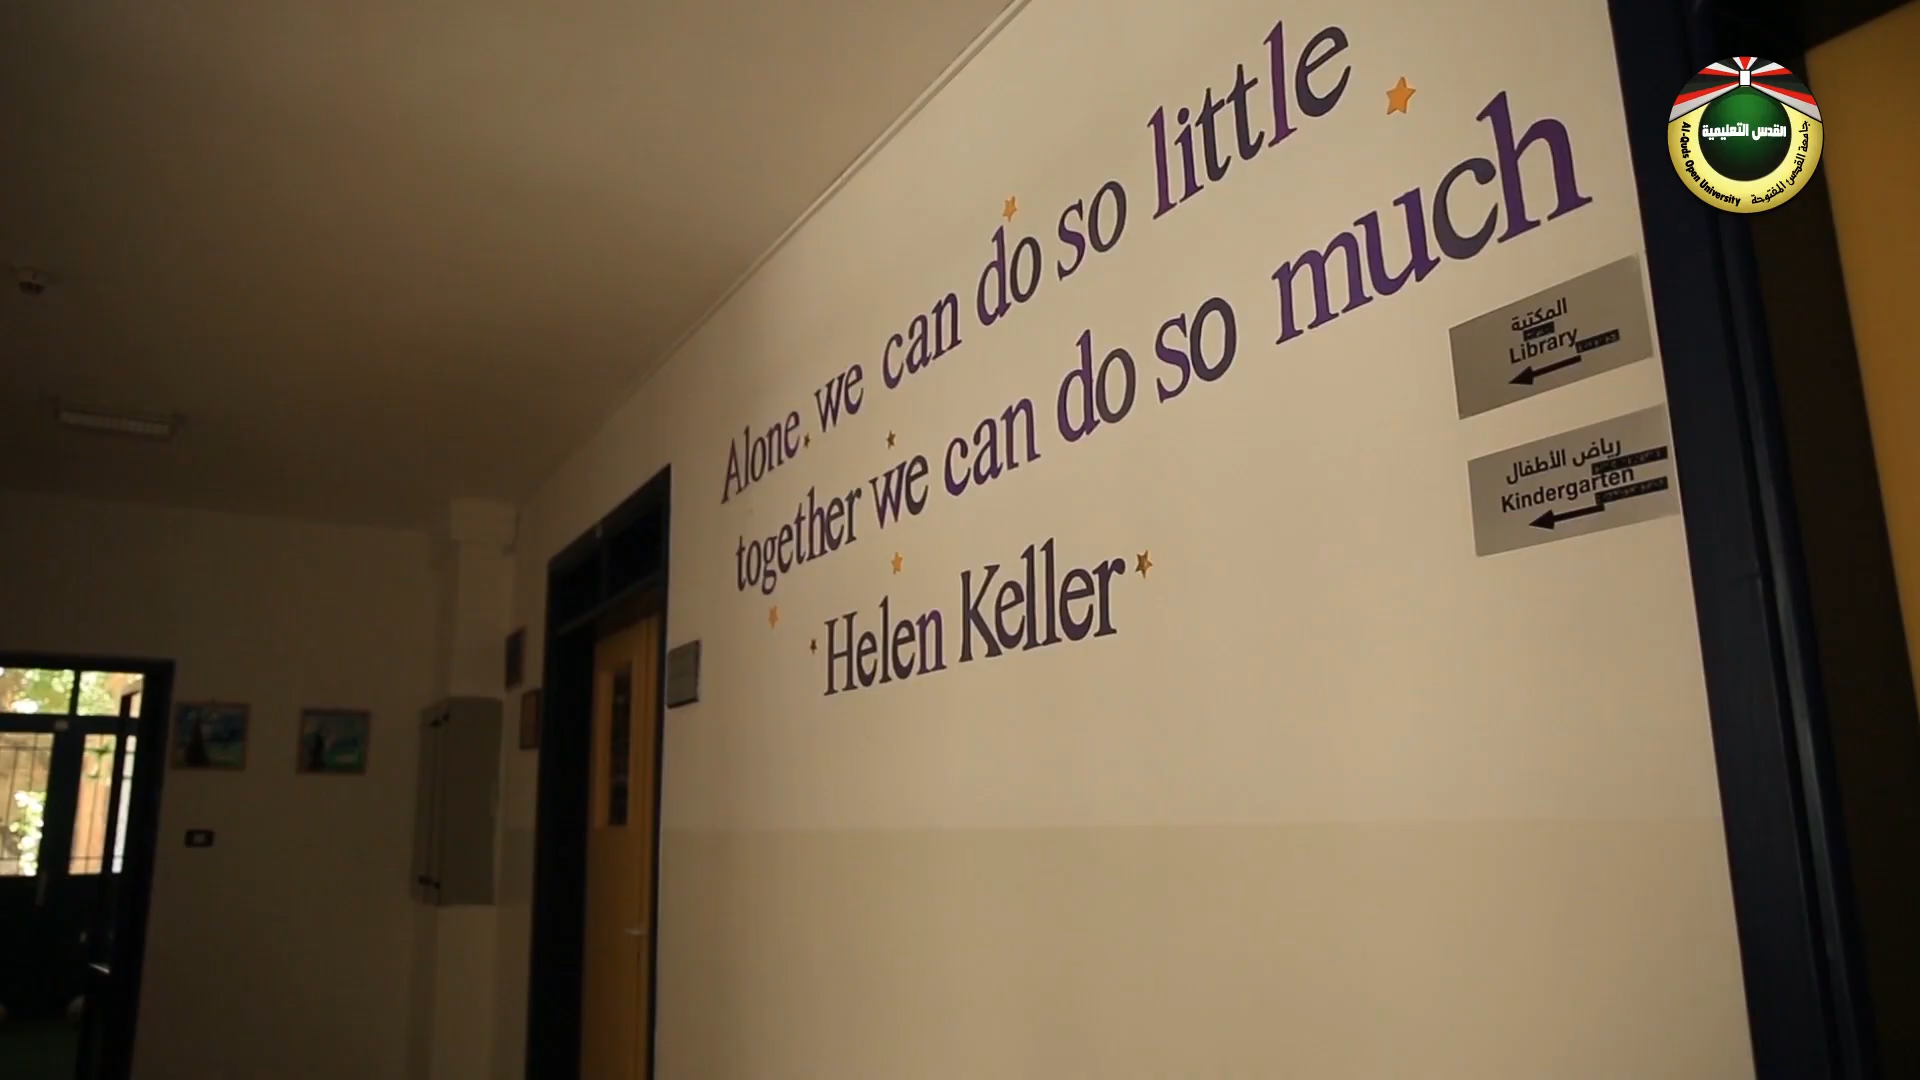 Alone we can do so little
together we can do so much
Helen Keller
المكتبة
Library
رياض الأطفال
Kindergarten
القدس التعليمية
جامعة القدس المفتوحة
Al-Quds Open University